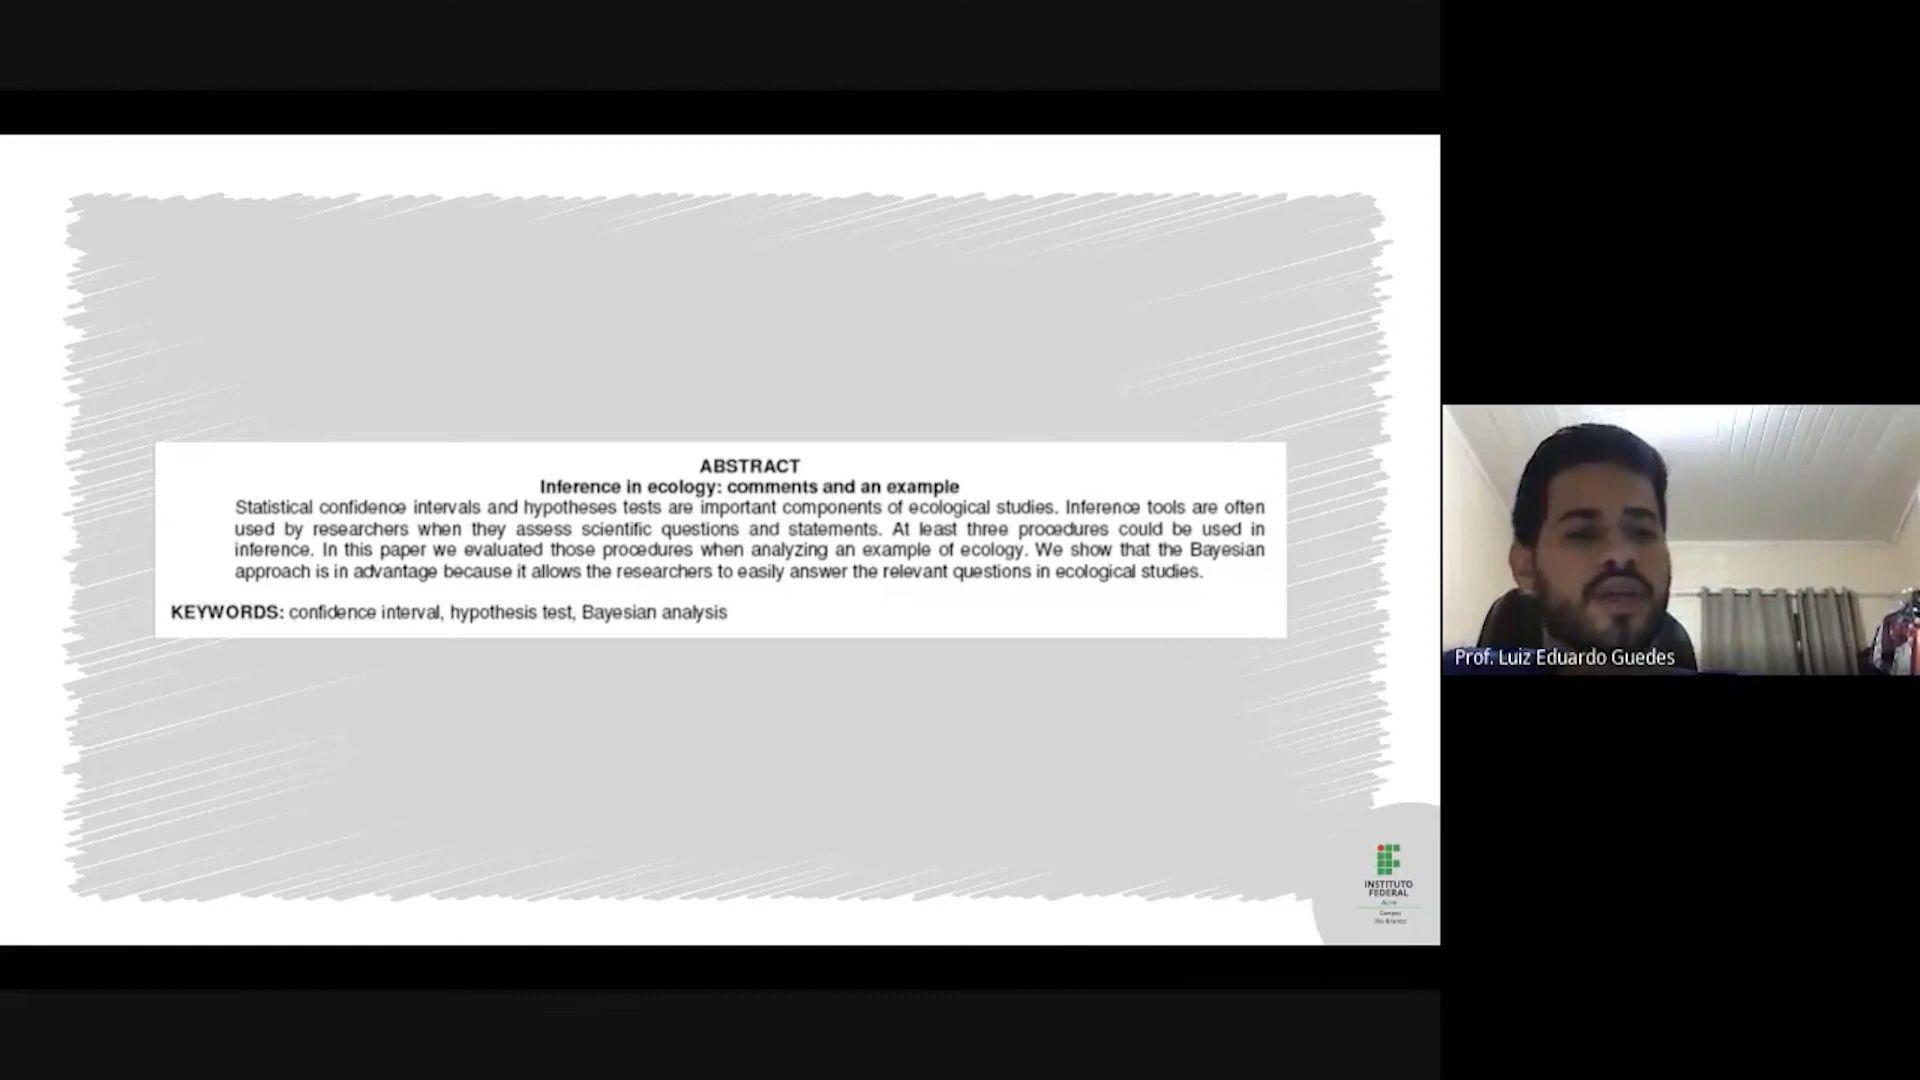 ABSTRACT
Inference in ecology: comments and an example
Statistical confidence intervals and hypotheses tests are important components of ecological studies. Inference tools are often
used by researchers when they assess scientific questions and statements. At least three procedures could be used in
inference. In this paper we evaluated those procedures when analyzing an example of ecology. We show that the Bayesian
approach is in advantage because it allows the researchers to easily answer the relevant questions in ecological studies.
KEYWORDS: confidence interval, hypothesis test, Bayesian analysis
Prof. Luiz Eduardo Guedes
INSTITUTO
FEDERAL
Acre
Campus
Rio Branco